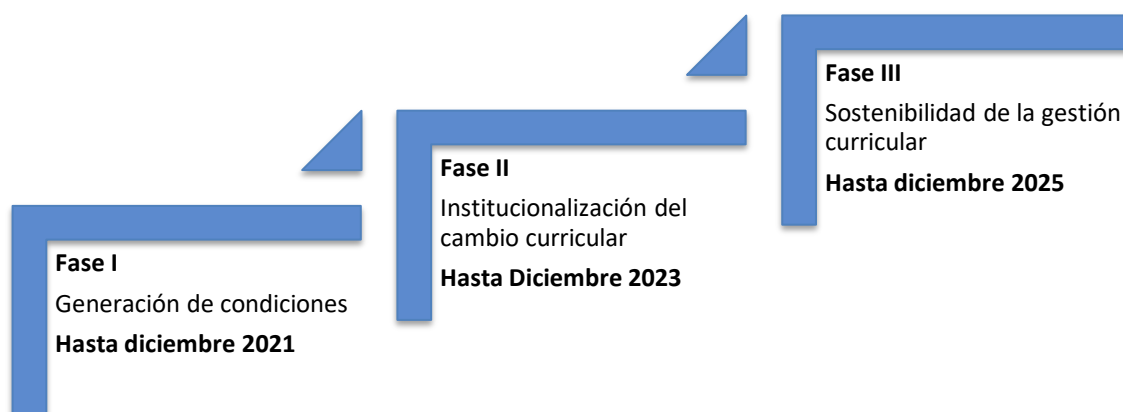 Fase I
Generación de condiciones
Hasta diciembre 2021
Fase II
Institucionalización del
cambio curricular
Hasta Diciembre 2023
Fase III
Sostenibilidad de la gestión
curricular
Hasta diciembre 2025